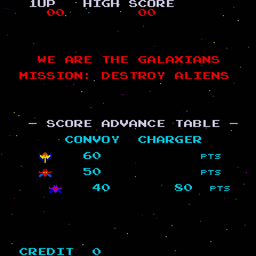 1UP HIGH SCORE
00 00
WE ARE THE GALAXIANS
MISSION: DESTROY ALIENS
— SCORE ADVANCE TABLE —
CONVOY CHARGER
60 PTS
50 PTS
40 80 PTS
CREDIT 0